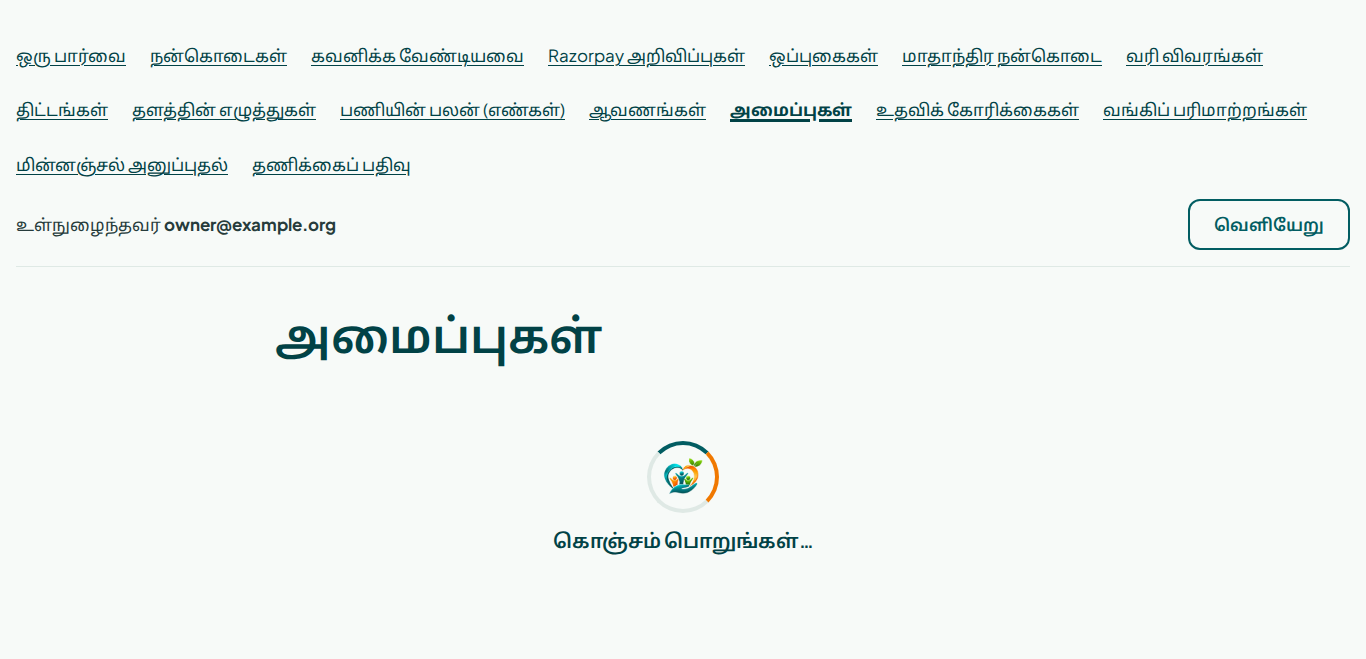 ஒரு பார்வை நன்கொடைகள் கவனிக்க வேண்டியவை Razorpay அறிவிப்புகள் ஒப்புகைகள் மாதாந்திர நன்கொடை வரி விவரங்கள்
திட்டங்கள் தளத்தின் எழுத்துகள் பணியின் பலன் (எண்கள்) ஆவணங்கள் அமைப்புகள் உதவிக் கோரிக்கைகள் வங்கிப் பரிமாற்றங்கள்
மின்னஞ்சல் அனுப்புதல் தணிக்கைப் பதிவு
உள்நுழைந்தவர் owner@example.org வெளியேறு
அமைப்புகள்
கொஞ்சம் பொறுங்கள்…